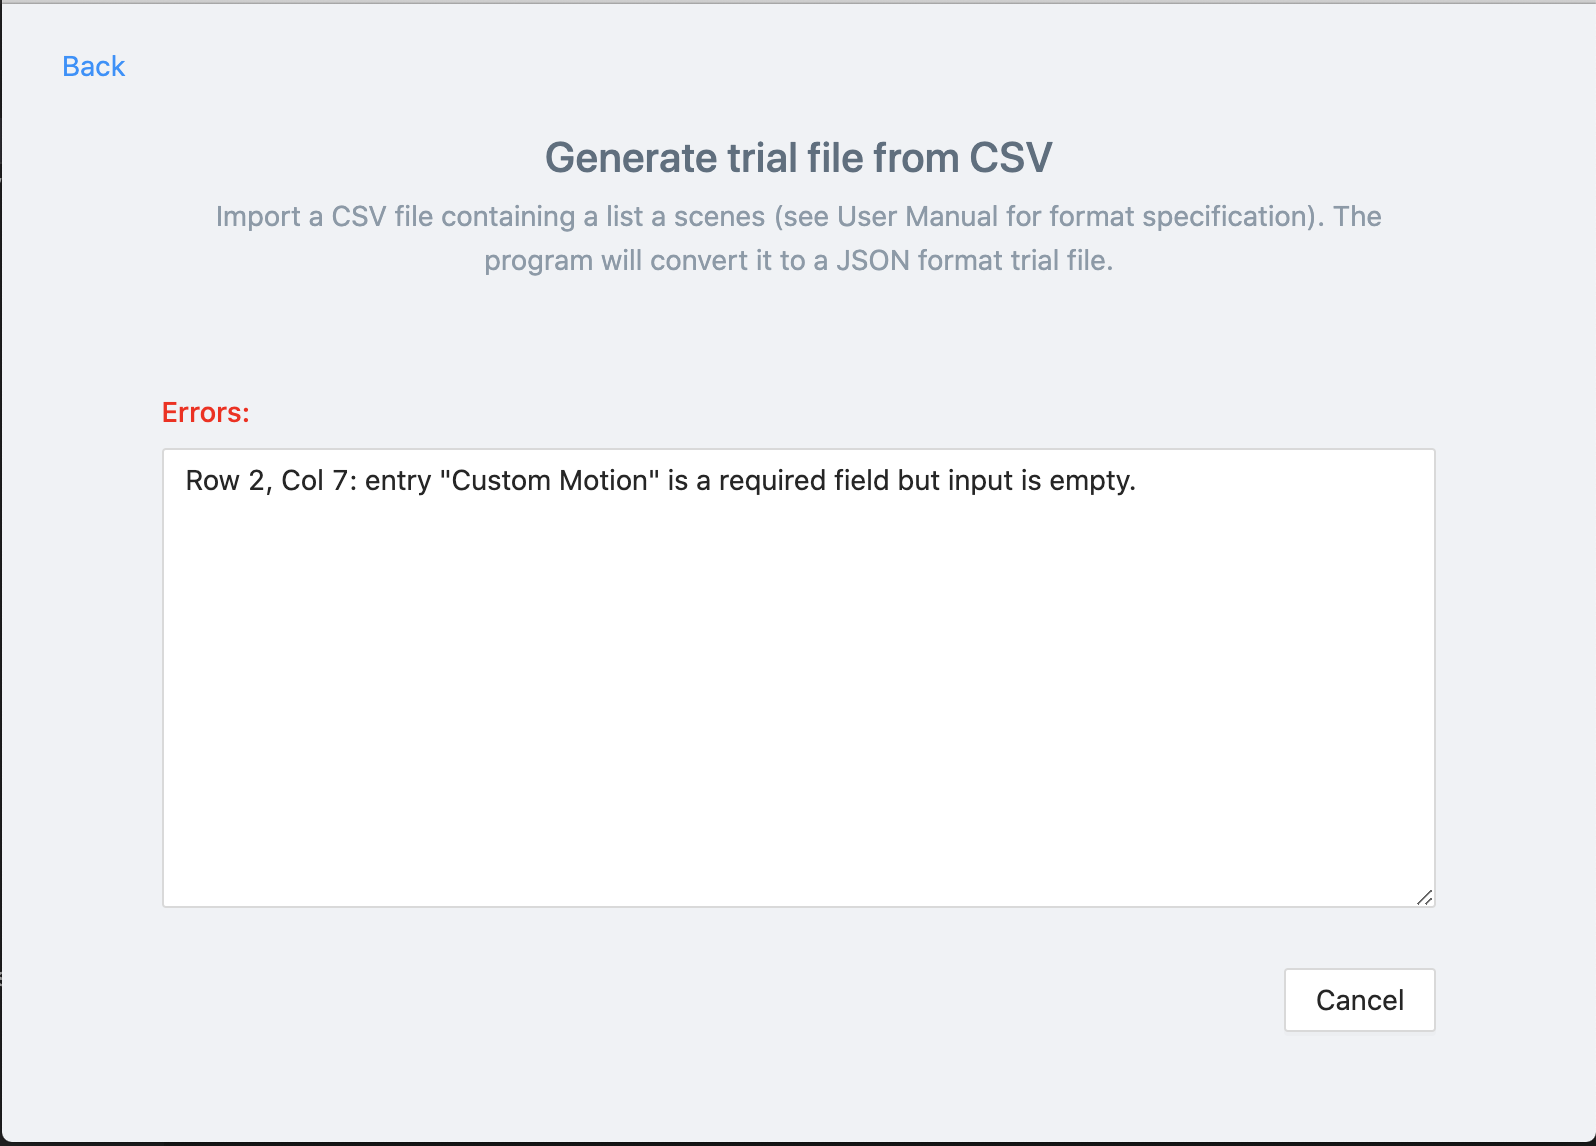 Back
Generate trial file from CSV
Import a CSV file containing a list a scenes (see User Manual for format specification). The
program will convert it to a JSON format trial file.
Errors:
Row 2, Col 7: entry "Custom Motion" is a required field but input is empty.
Cancel